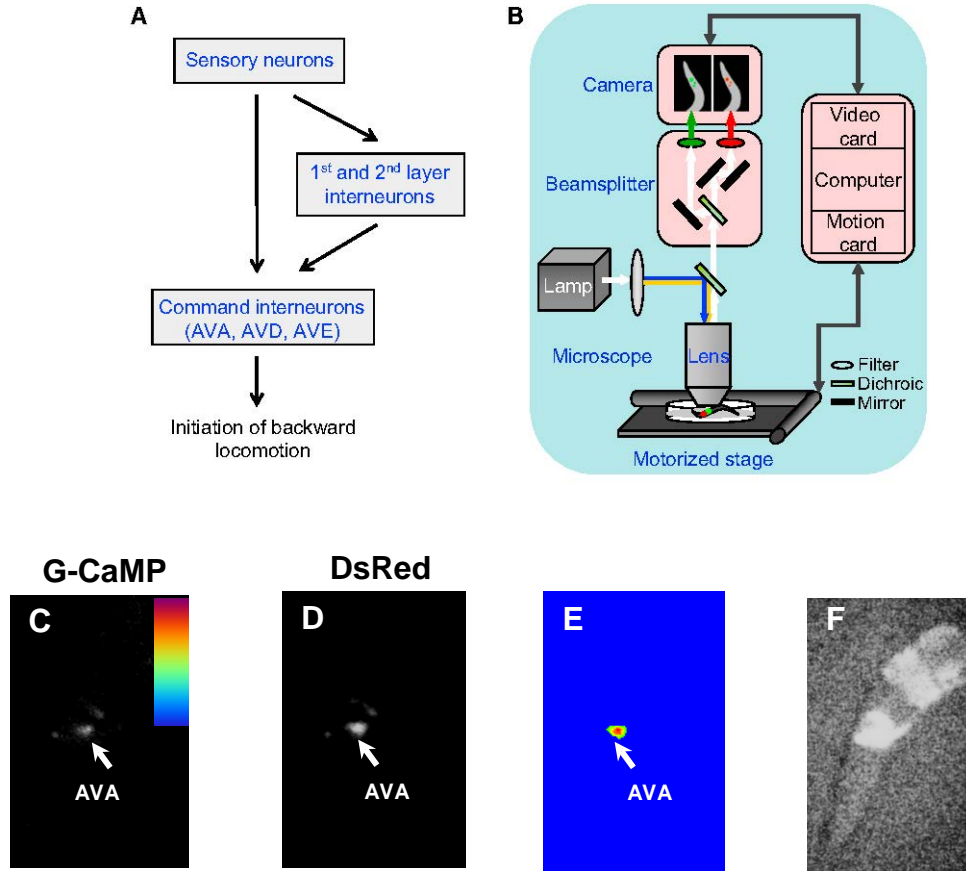 A
Sensory neurons
1st and 2nd layer
interneurons
Command interneurons
(AVA, AVD, AVE)
Initiation of backward
locomotion
B
Camera
Video
card
Beamsplitter
Computer
Motion
card
Lamp
Microscope
Lens
Filter
Dichroic
Mirror
Motorized stage
G-CaMP
DsRed
C
D
E
F
AVA
AVA
AVA